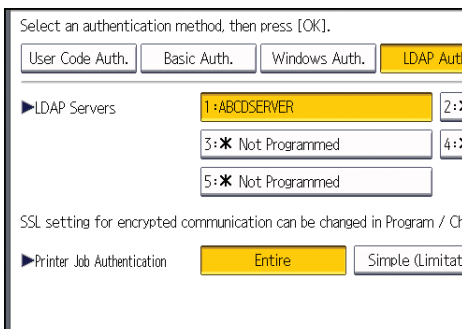 Select an authentication method, then press [OK].
User Code Auth. Basic Auth. Windows Auth. LDAP Aut
►LDAP Servers 1:ABCDSERVER 2:
3:✱ Not Programmed 4:
5:✱ Not Programmed
SSL setting for encrypted communication can be changed in Program / Ch
►Printer Job Authentication Entire Simple (Limitat